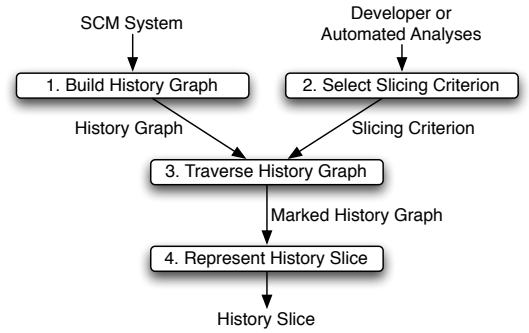 SCM System
Developer or
Automated Analyses
1. Build History Graph
2. Select Slicing Criterion
History Graph
Slicing Criterion
3. Traverse History Graph
Marked History Graph
4. Represent History Slice
History Slice